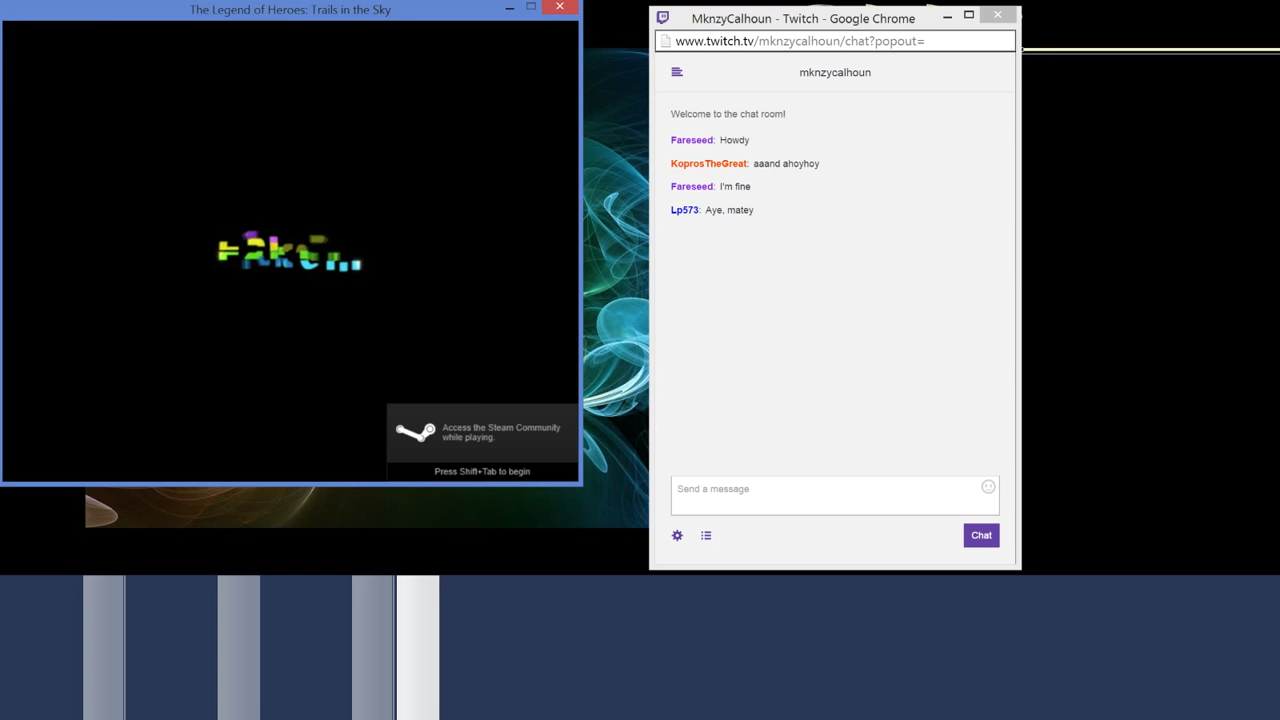 The Legend of Heroes: Trails in the Sky
Access the Steam Community
while playing.
Press Shift+Tab to begin
MknzyCalhoun - Twitch - Google Chrome
www.twitch.tv/mknzycalhoun/chat?popout=
mknzycalhoun
Welcome to the chat room!
Fareseed: Howdy
KoprosTheGreat: aaand ahoyhoy
Fareseed: I'm fine
Lp573: Aye, matey
Send a message
Chat